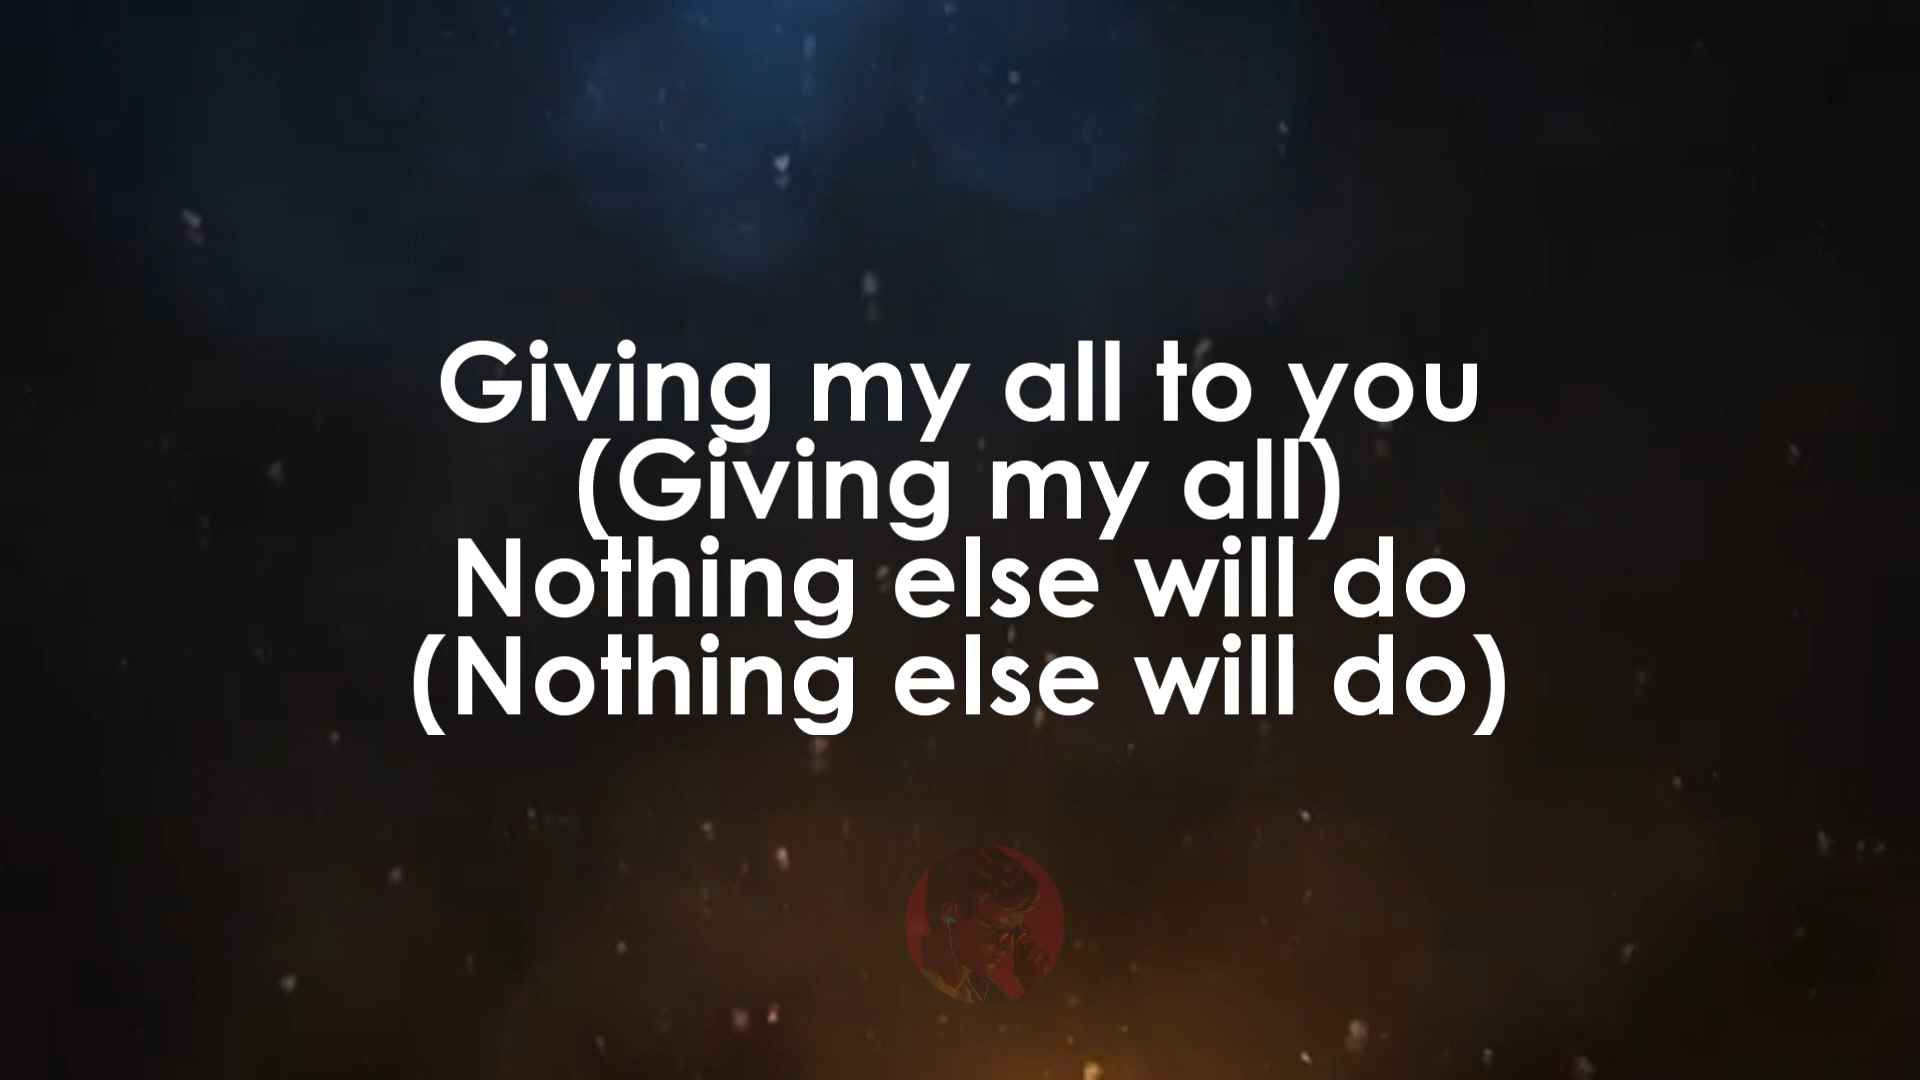 Giving my all to you
(Giving my all)
Nothing else will do
(Nothing else will do)